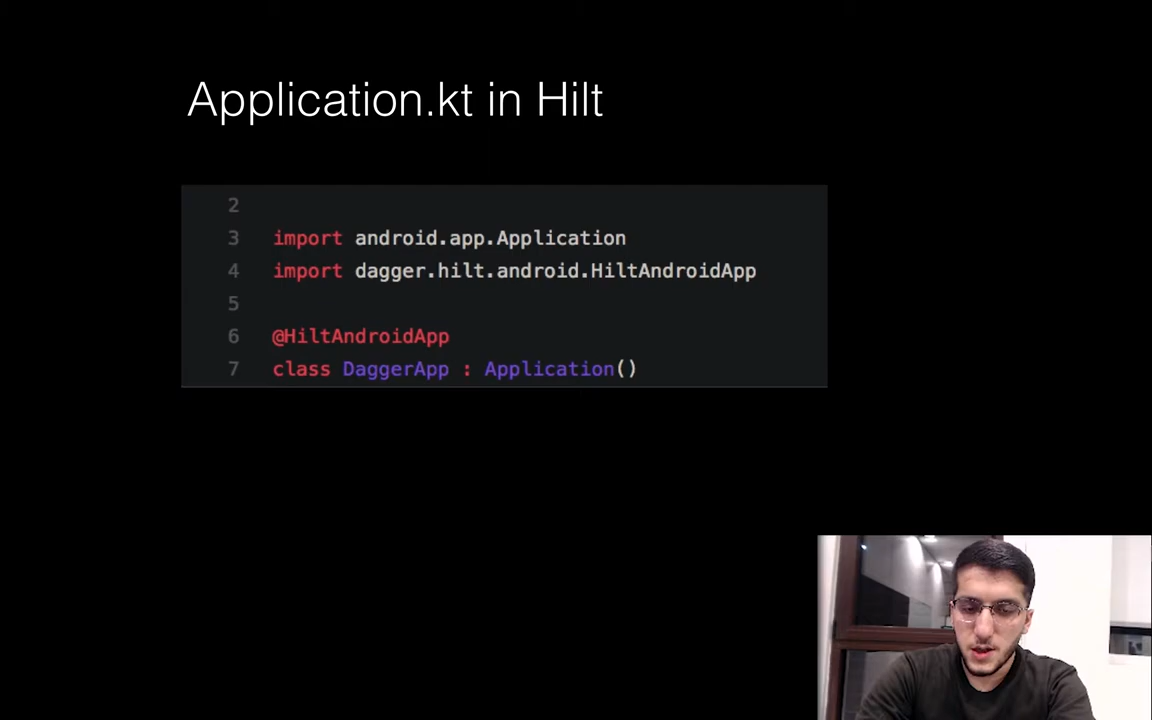 Application.kt in Hilt
2
3 import android.app.Application
4 import dagger.hilt.android.HiltAndroidApp
5
6 @HiltAndroidApp
7 class DaggerApp : Application()